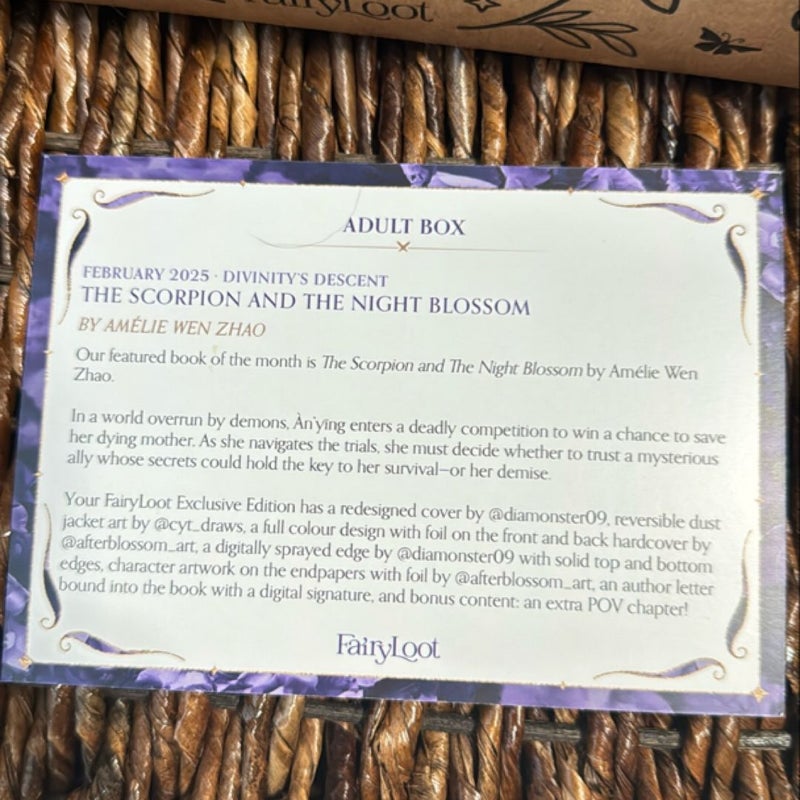 FairyLoot
ADULT BOX
FEBRUARY 2025 · DIVINITY'S DESCENT
THE SCORPION AND THE NIGHT BLOSSOM
BY AMÉLIE WEN ZHAO
Our featured book of the month is The Scorpion and The Night Blossom by Amélie Wen
Zhao.
In a world overrun by demons, Àn'yīng enters a deadly competition to win a chance to save
her dying mother. As she navigates the trials, she must decide whether to trust a mysterious
ally whose secrets could hold the key to her survival—or her demise.
Your FairyLoot Exclusive Edition has a redesigned cover by @diamonster09, reversible dust
jacket art by @cyt_draws, a full colour design with foil on the front and back hardcover by
@afterblossom_art, a digitally sprayed edge by @diamonster09 with solid top and bottom
edges, character artwork on the endpapers with foil by @afterblossom_art, an author letter
bound into the book with a digital signature, and bonus content: an extra POV chapter!
FairyLoot